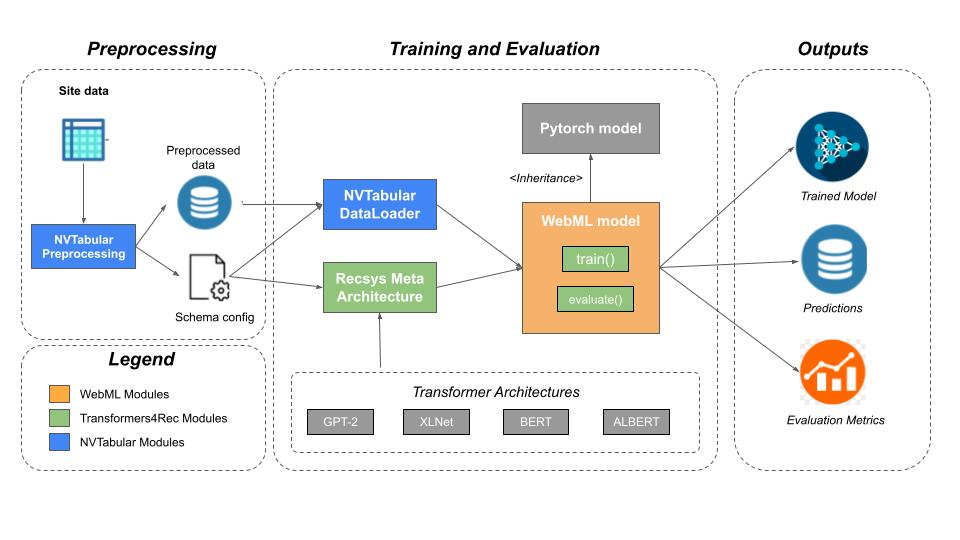 Preprocessing
Site data
Preprocessed
data
NVTabular
Preprocessing
Schema config
Legend
WebML Modules
Transformers4Rec Modules
NVTabular Modules
Training and Evaluation
Pytorch model
<Inheritance>
NVTabular
DataLoader
WebML model
train()
evaluate()
Recsys Meta
Architecture
Transformer Architectures
GPT-2
XLNet
BERT
ALBERT
Outputs
Trained Model
Predictions
Evaluation Metrics